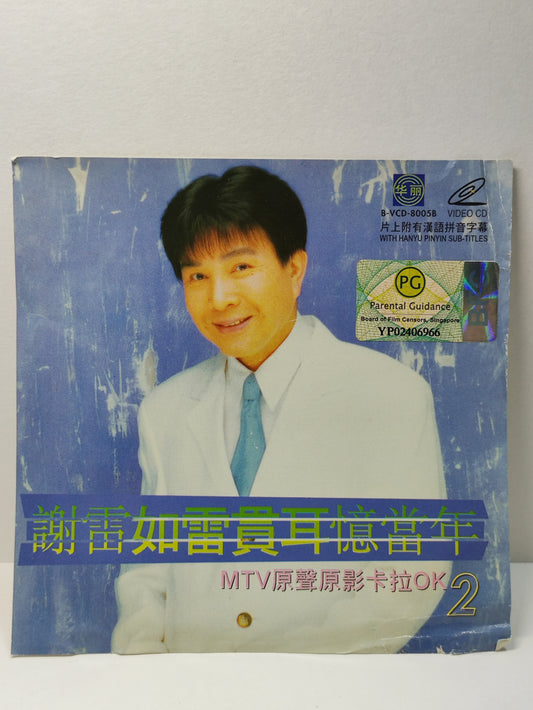 华丽
B-VCD-8005B
VIDEO CD
片上附有漢語拼音字幕
WITH HANYU PINYIN SUB-TITLES
PG
Parental Guidance
Board of Film Censors, Singapore
YP02406966
謝雷如雷貫耳憶當年
MTV原聲原影卡拉OK 2